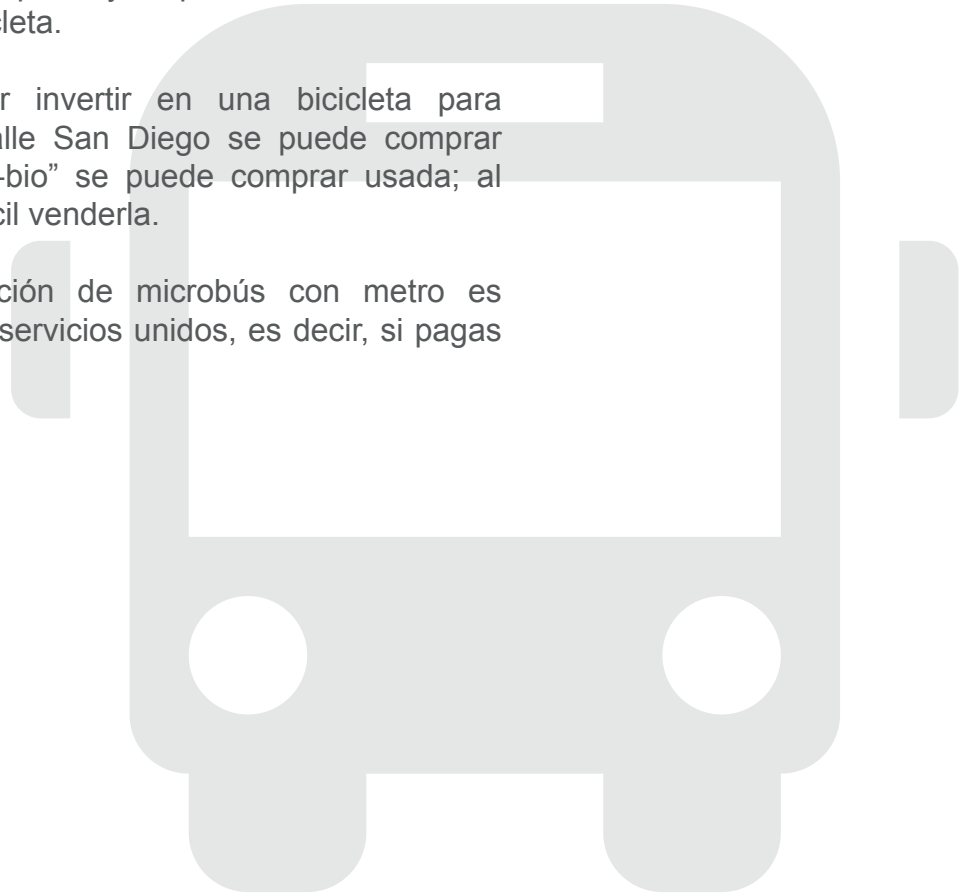 cleta.
r invertir en una bicicleta para
alle San Diego se puede comprar
-bio” se puede comprar usada; al
cil venderla.
ción de microbús con metro es
servicios unidos, es decir, si pagas